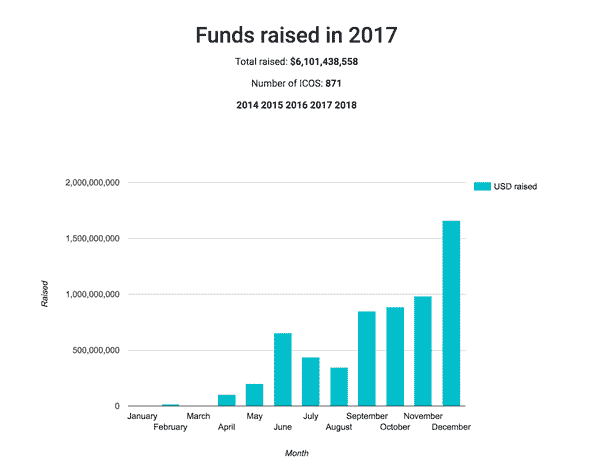 Funds raised in 2017
Total raised: $6,101,438,558
Number of ICOS: 871
2014 2015 2016 2017 2018
2,000,000,000
USD raised
1,500,000,000
Raised
1,000,000,000
500,000,000
0
January March May July September November
February April June August October December
Month